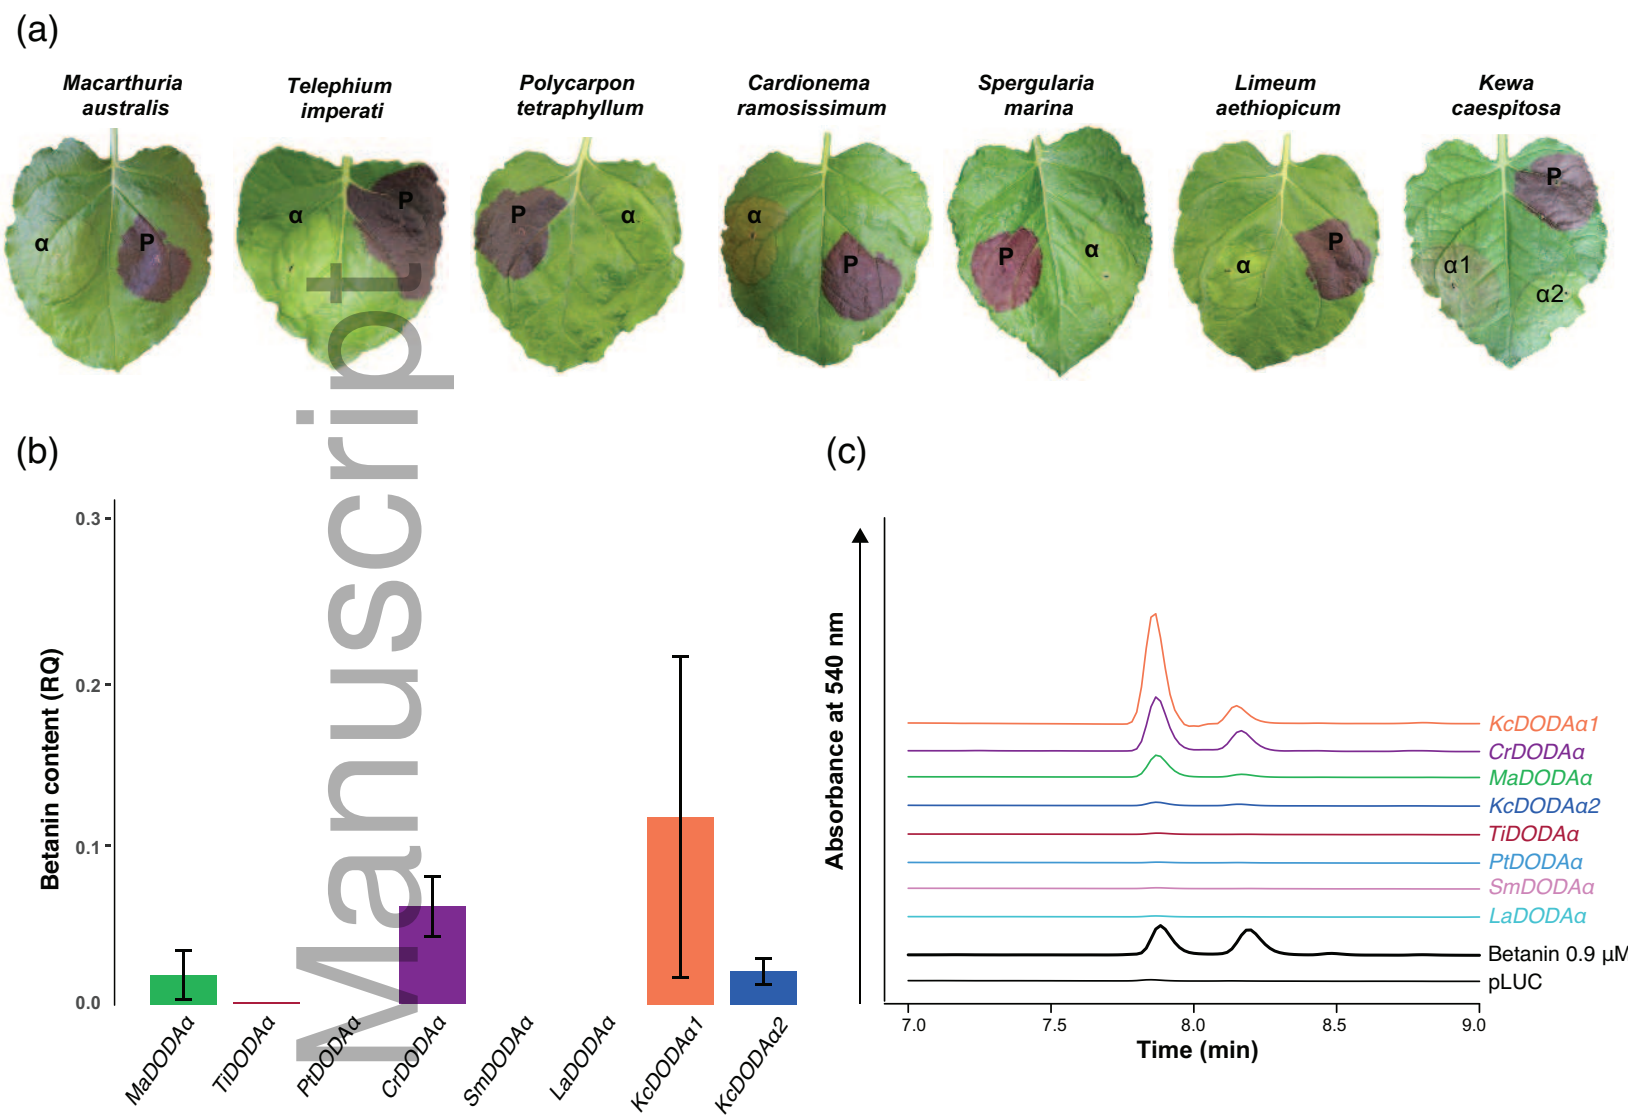 (a)
Macarthuria
australis
Telephium
imperati
Polycarpon
tetraphyllum
Cardionema
ramosissimum
Spergularia
marina
Limeum
aethiopicum
Kewa
caespitosa
α
P
α
P
P
α
α
P
P
α
α
P
P
α1
α2
Manuscript
(b)
Betanin content (RQ)
0.3
0.2
0.1
0.0
MaDODAα
TiDODAα
PtDODAα
CrDODAα
SmDODAα
LaDODAα
KcDODAα1
KcDODAα2
(c)
Absorbance at 540 nm
KcDODAα1
CrDODAα
MaDODAα
KcDODAα2
TiDODAα
PtDODAα
SmDODAα
LaDODAα
Betanin 0.9 µM
pLUC
7.0
7.5
8.0
8.5
9.0
Time (min)